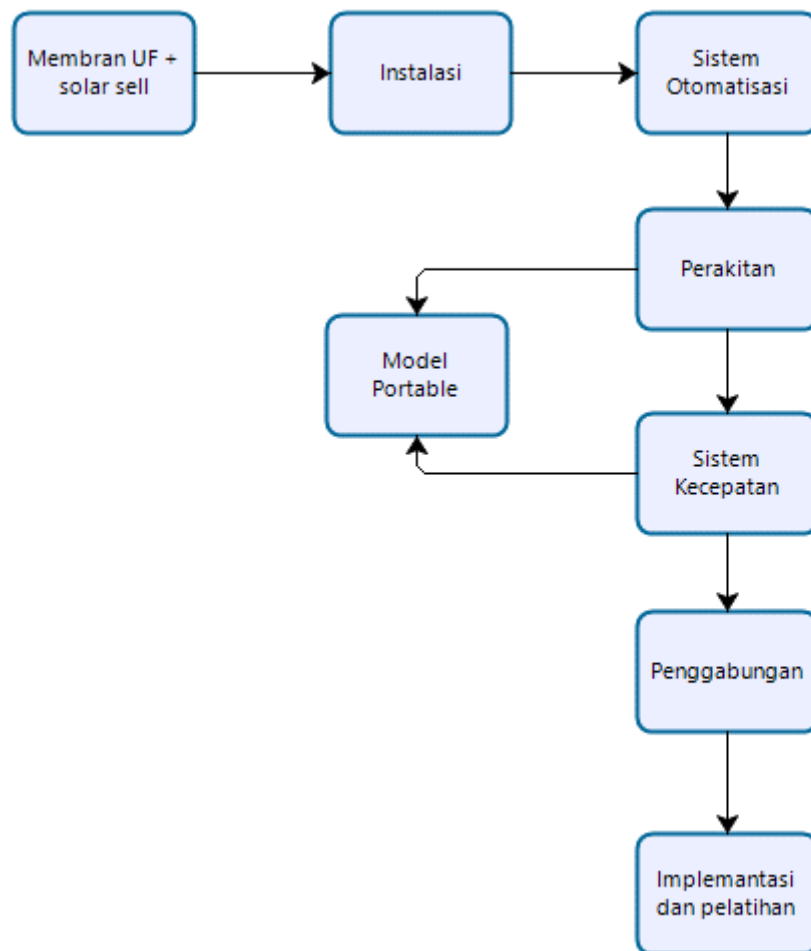 Membran UF +
solar sell
Instalasi
Sistem
Otomatisasi
Perakitan
Model
Portable
Sistem
Kecepatan
Penggabungan
Implemantasi
dan pelatihan